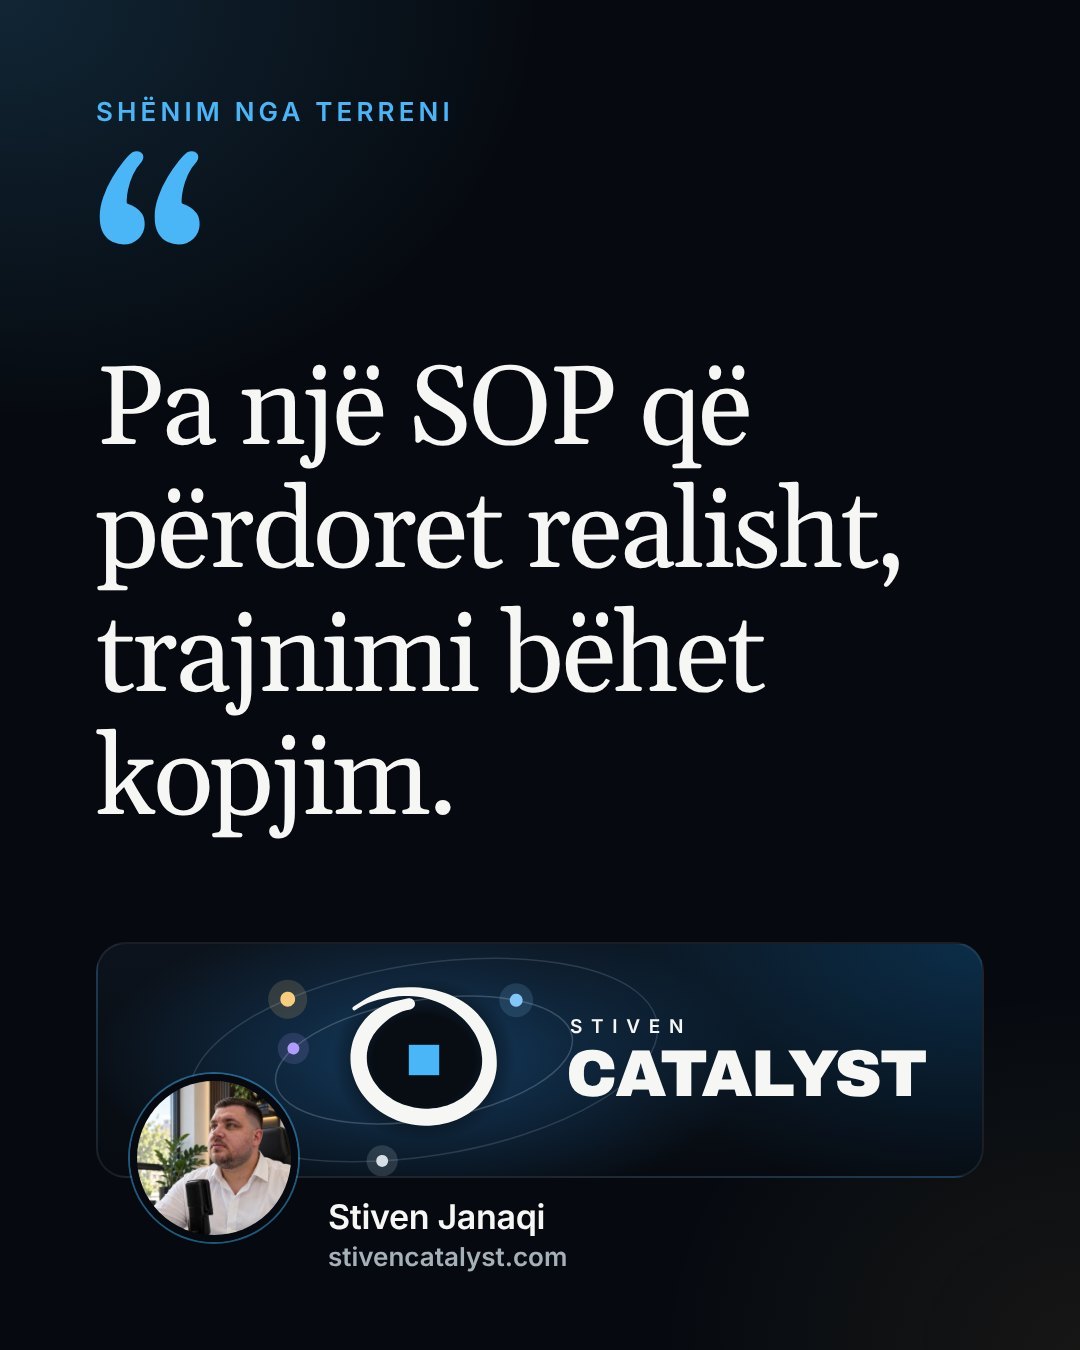 SHËNIM NGA TERRENI
“
Pa një SOP që
përdoret realisht,
trajnimi bëhet
kopjim.
STIVEN
CATALYST
Stiven Janaqi
stivencatalyst.com